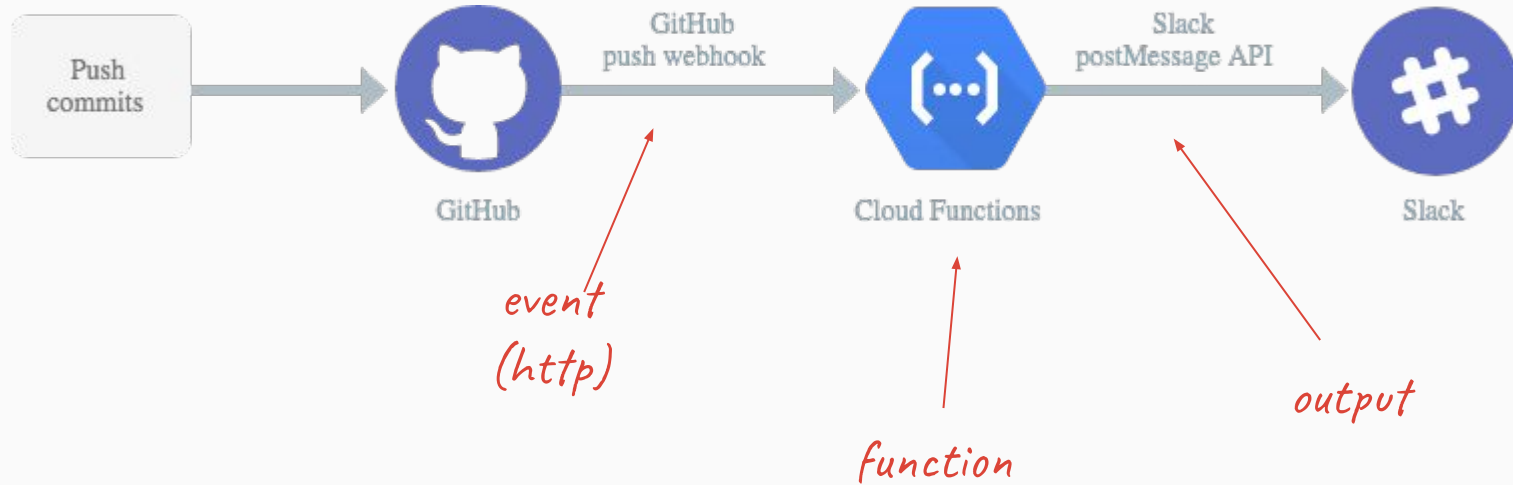 Push
commits
GitHub
GitHub
push webhook
Cloud Functions
Slack
postMessage API
Slack
event
(http)
function
output